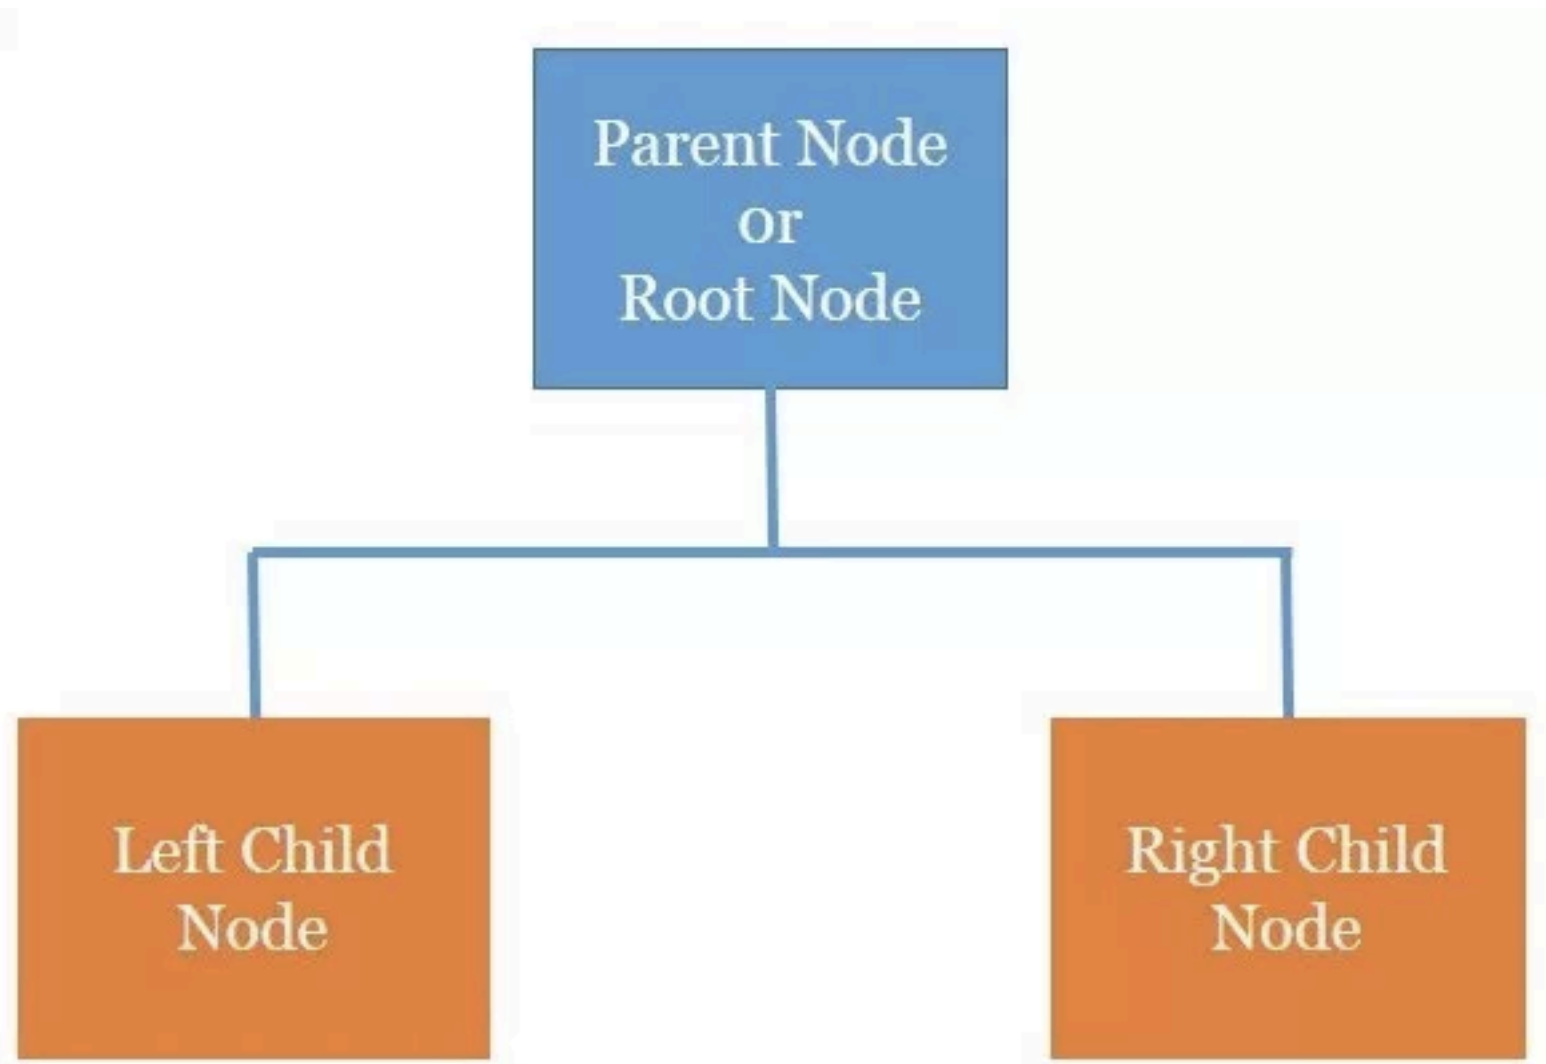 Parent Node
or
Root Node
Left Child
Node
Right Child
Node